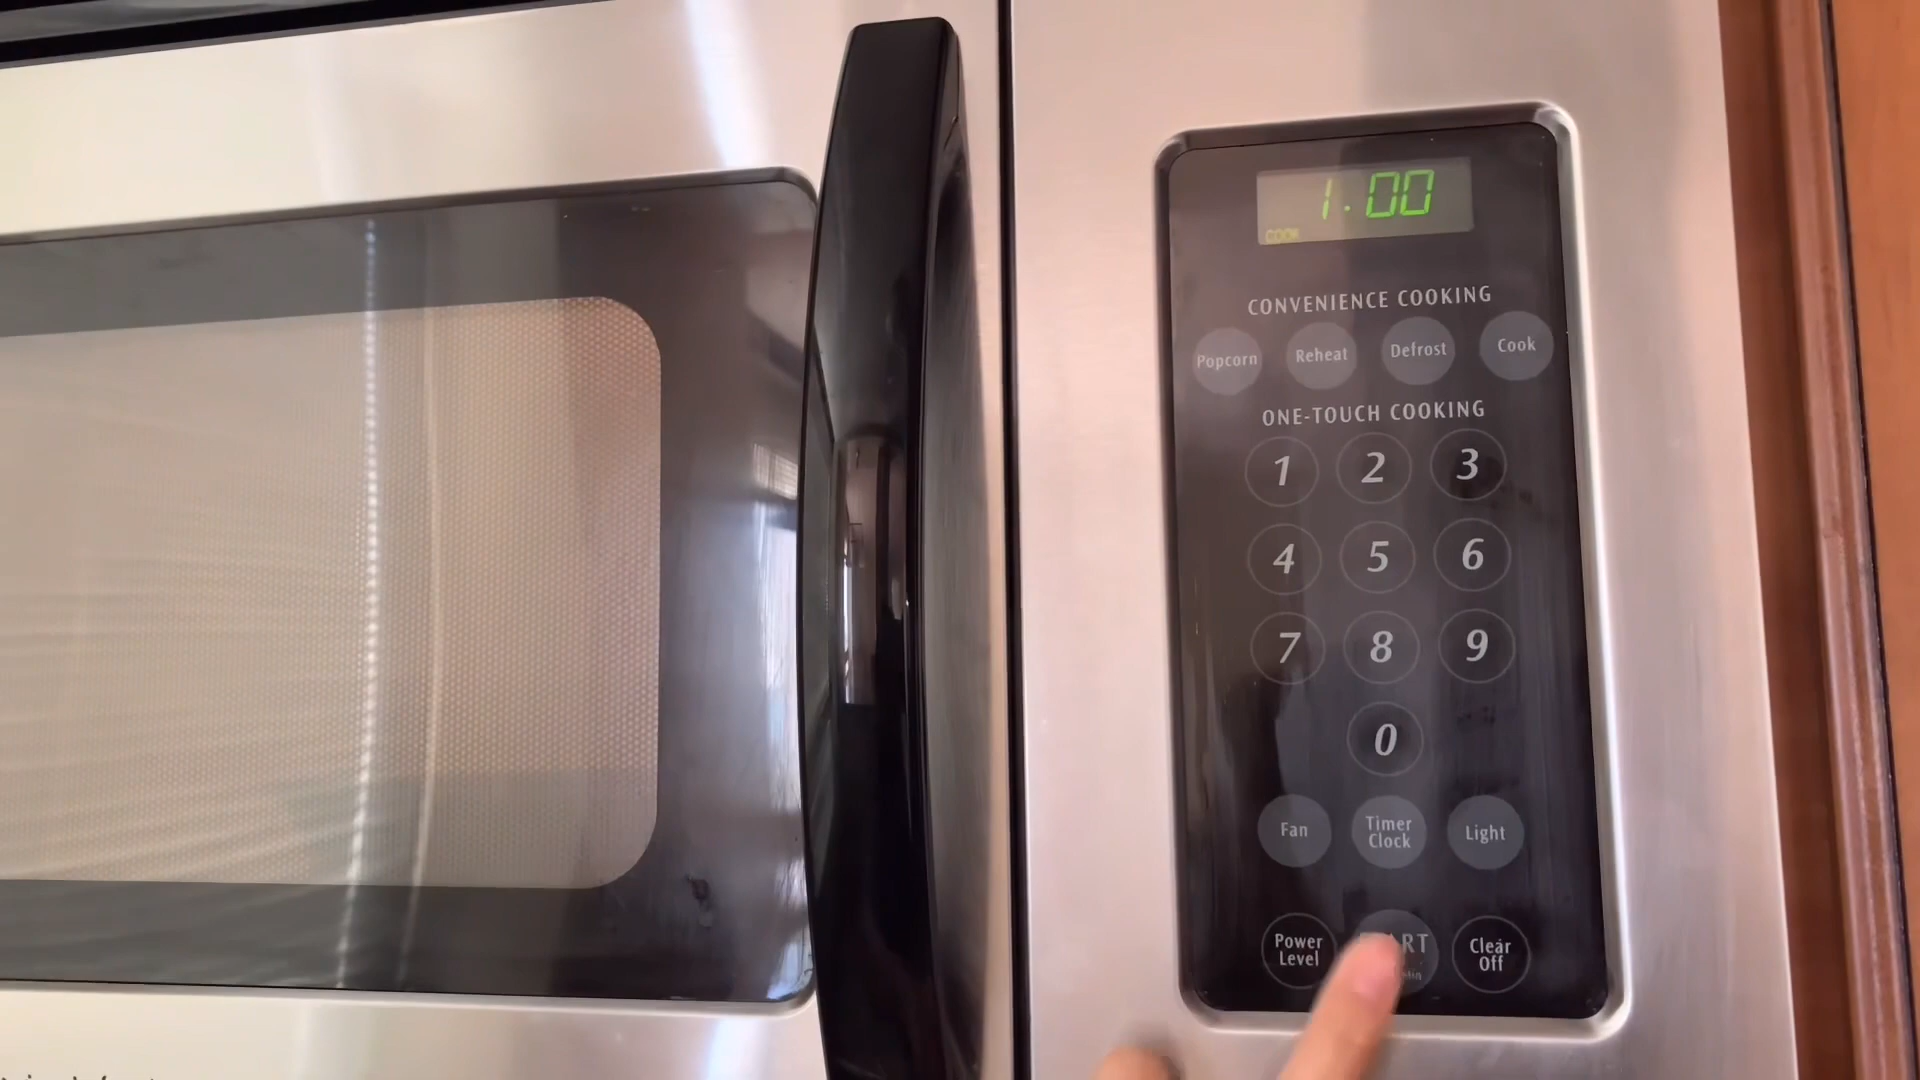 1:00
COOK
CONVENIENCE COOKING
Popcorn Reheat Defrost Cook
ONE-TOUCH COOKING
1 2 3
4 5 6
7 8 9
0
Fan Timer Clock Light
Power Level Clear Off